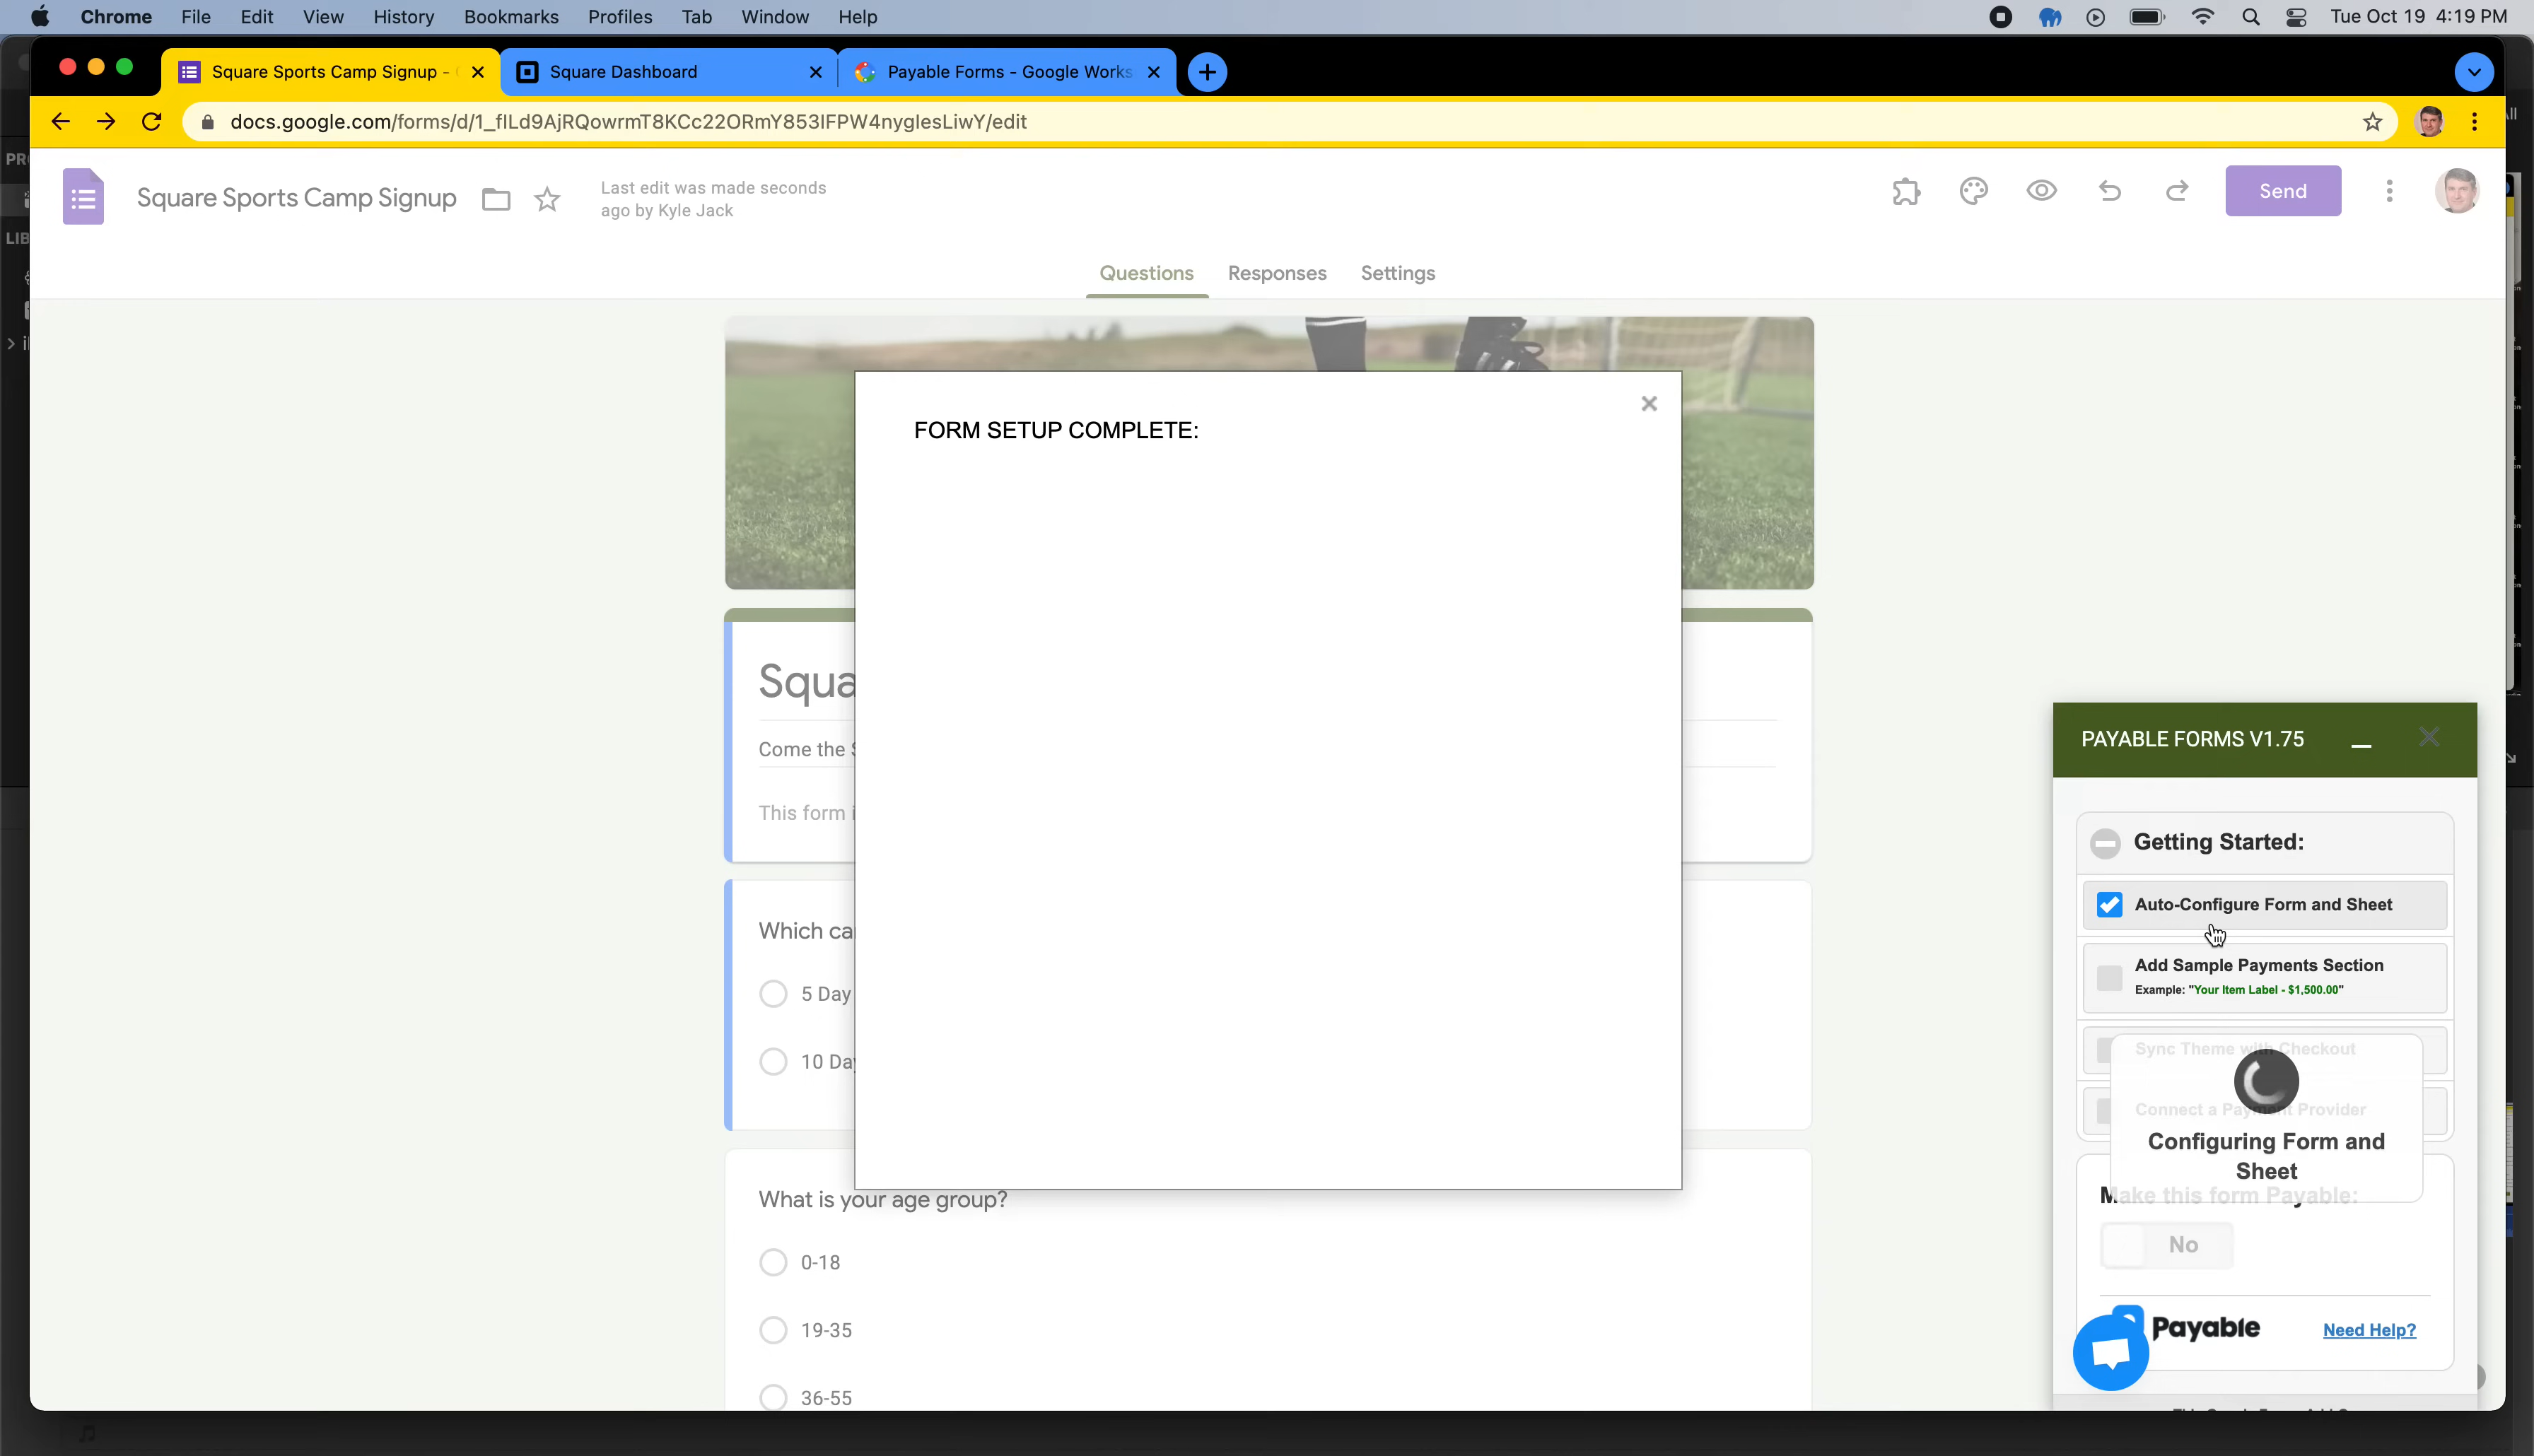 Chrome File Edit View History Bookmarks Profiles Tab Window Help Tue Oct 19 4:19 PM
Square Sports Camp Signup - Square Dashboard Payable Forms - Google Works
docs.google.com/forms/d/1_fILd9AjRQowrmT8KCc22ORmY853IFPW4nyglesLiwY/edit
Square Sports Camp Signup
Last edit was made seconds
ago by Kyle Jack
Send
Questions Responses Settings
FORM SETUP COMPLETE:
Squa
Come the
This form
Which ca
5 Day
10 Day
What is your age group?
0-18
19-35
36-55
PAYABLE FORMS V1.75
Getting Started:
Auto-Configure Form and Sheet
Add Sample Payments Section
Example: "Your Item Label - $1,500.00"
Sync Theme with Checkout
Connect a Payment Provider
Configuring Form and
Sheet
Make this form Payable:
No
Payable
Need Help?